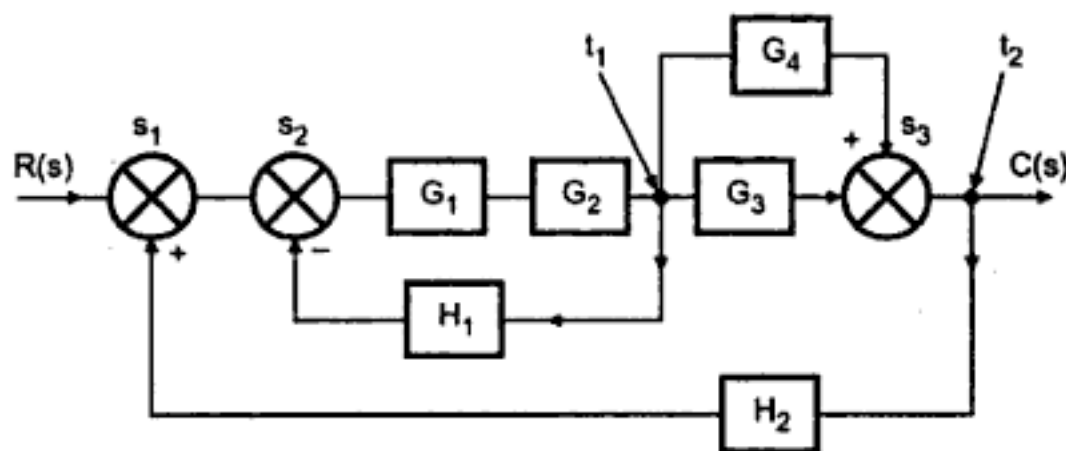 t₁
G₄
t₂
s₁
s₂
+
s₃
R(s)
G₁
G₂
G₃
C(s)
+
−
H₁
H₂